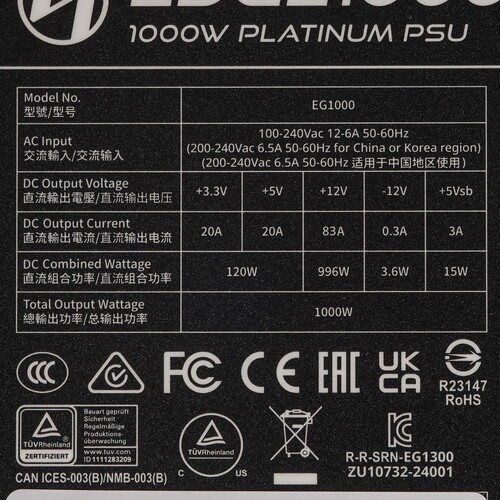 1000W PLATINUM PSU
Model No.
型號/型号
EG1000
AC Input
交流輸入/交流输入
100-240Vac 12-6A 50-60Hz
(200-240Vac 6.5A 50-60Hz for China or Korea region)
(200-240Vac 6.5A 50-60Hz 适用于中国地区使用)
DC Output Voltage
直流輸出電壓/直流输出电压
+3.3V +5V +12V -12V +5Vsb
DC Output Current
直流輸出電流/直流输出电流
20A 20A 83A 0.3A 3A
DC Combined Wattage
直流組合功率/直流组合功率
120W 996W 3.6W 15W
Total Output Wattage
總輸出功率/总输出功率
1000W
CCC FC CE EAC UKCA
R23147
RoHS
TÜVRheinland
ZERTIFIZIERT
Bauart geprüft
Sicherheit
Regelmäßige
Produktions-
überwachung
www.tuv.com
ID 1111283209
TÜVRheinland
C US
R-R-SRN-EG1300
ZU10732-24001
CAN ICES-003(B)/NMB-003(B)